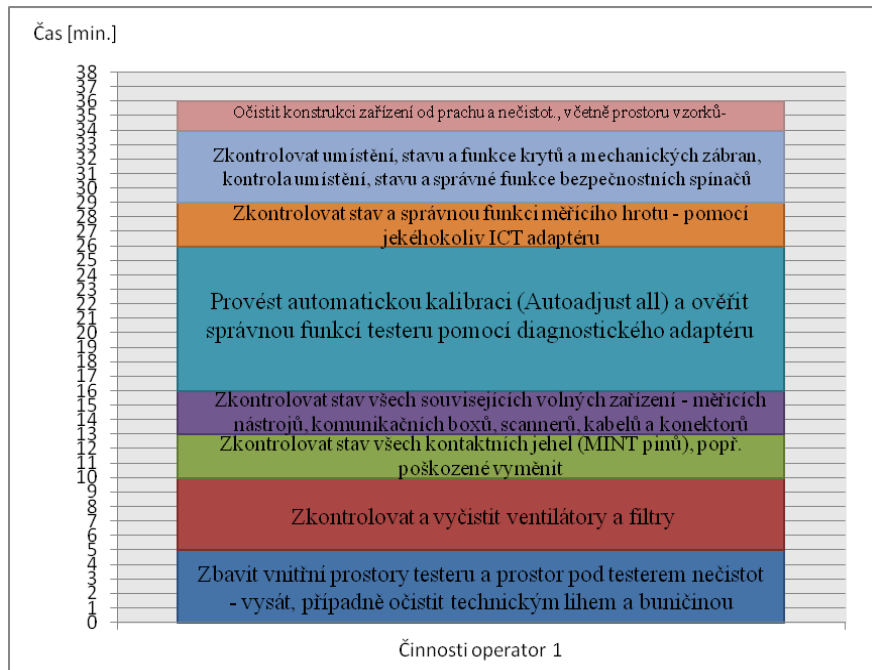 Čas [min.]
38
37
36
35
34
33
32
31
30
29
28
27
26
25
24
23
22
21
20
19
18
17
16
15
14
13
12
11
10
9
8
7
6
5
4
3
2
1
0
Očistit konstrukci zařízení od prachu a nečistot., včetně prostoru vzorků-
Zkontrolovat umístění, stavu a funkce krytů a mechanických zábran,
kontrola umístění, stavu a správné funkce bezpečnostních spínačů
Zkontrolovat stav a správnou funkci měřícího hrotu - pomocí
jekéhokoliv ICT adaptéru
Provést automatickou kalibraci (Autoadjust all) a ověřit
správnou funkcí testeru pomocí diagnostického adaptéru
Zkontrolovat stav všech souvisejících volných zařízení - měřících
nástrojů, komunikačních boxů, scannerů, kabelů a konektorů
Zkontrolovat stav všech kontaktních jehel (MINT pinů), popř.
poškozené vyměnit
Zkontrolovat a vyčistit ventilátory a filtry
Zbavit vnitřní prostory testeru a prostor pod testerem nečistot
- vysát, případně očistit technickým lihem a buničinou
Činnosti operator 1